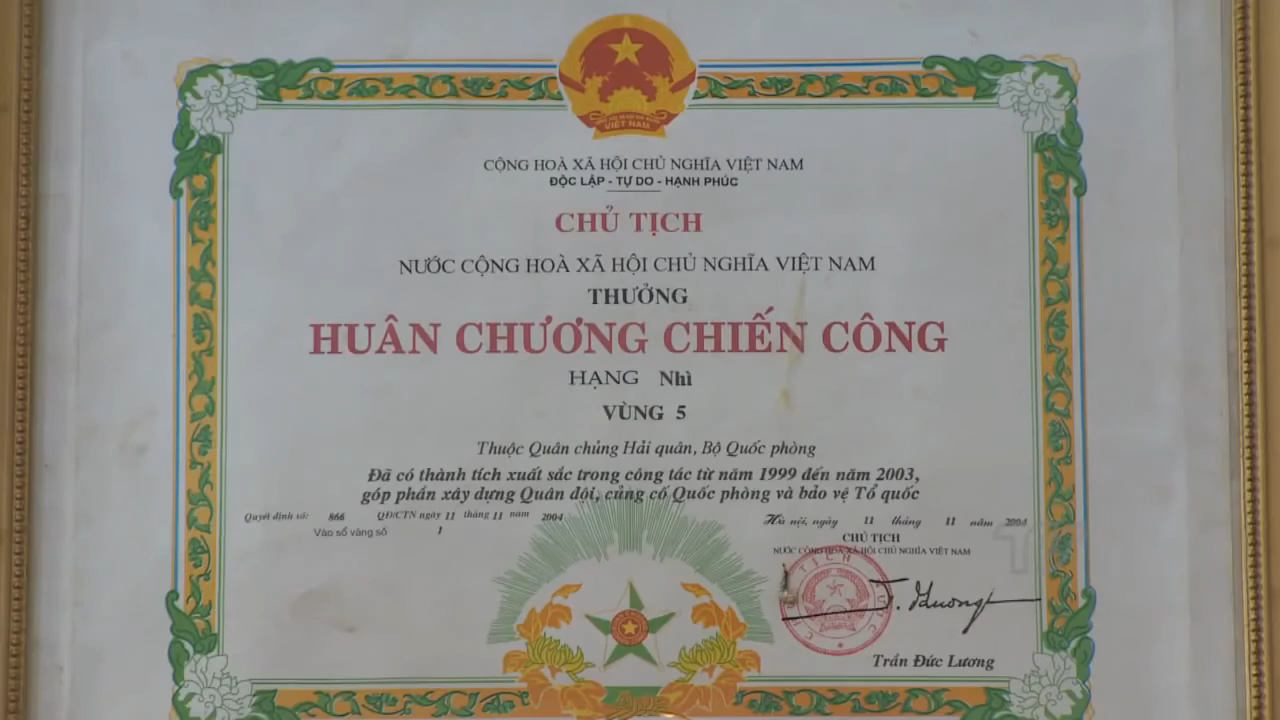 VIỆT NAM
CỘNG HOÀ XÃ HỘI CHỦ NGHĨA VIỆT NAM
ĐỘC LẬP - TỰ DO - HẠNH PHÚC
CHỦ TỊCH
NƯỚC CỘNG HOÀ XÃ HỘI CHỦ NGHĨA VIỆT NAM
THƯỞNG
HUÂN CHƯƠNG CHIẾN CÔNG
HẠNG Nhì
VÙNG 5
Thuộc Quân chủng Hải quân, Bộ Quốc phòng
Đã có thành tích xuất sắc trong công tác từ năm 1999 đến năm 2003,
góp phần xây dựng Quân đội, củng cố Quốc phòng và bảo vệ Tổ quốc
Quyết định số: 866 QĐ/CTN ngày 11 tháng 11 năm 2004
Vào sổ vàng số 1
Hà nội, ngày 11 tháng 11 năm 2004
CHỦ TỊCH
NƯỚC CỘNG HOÀ XÃ HỘI CHỦ NGHĨA VIỆT NAM
Trần Đức Lương